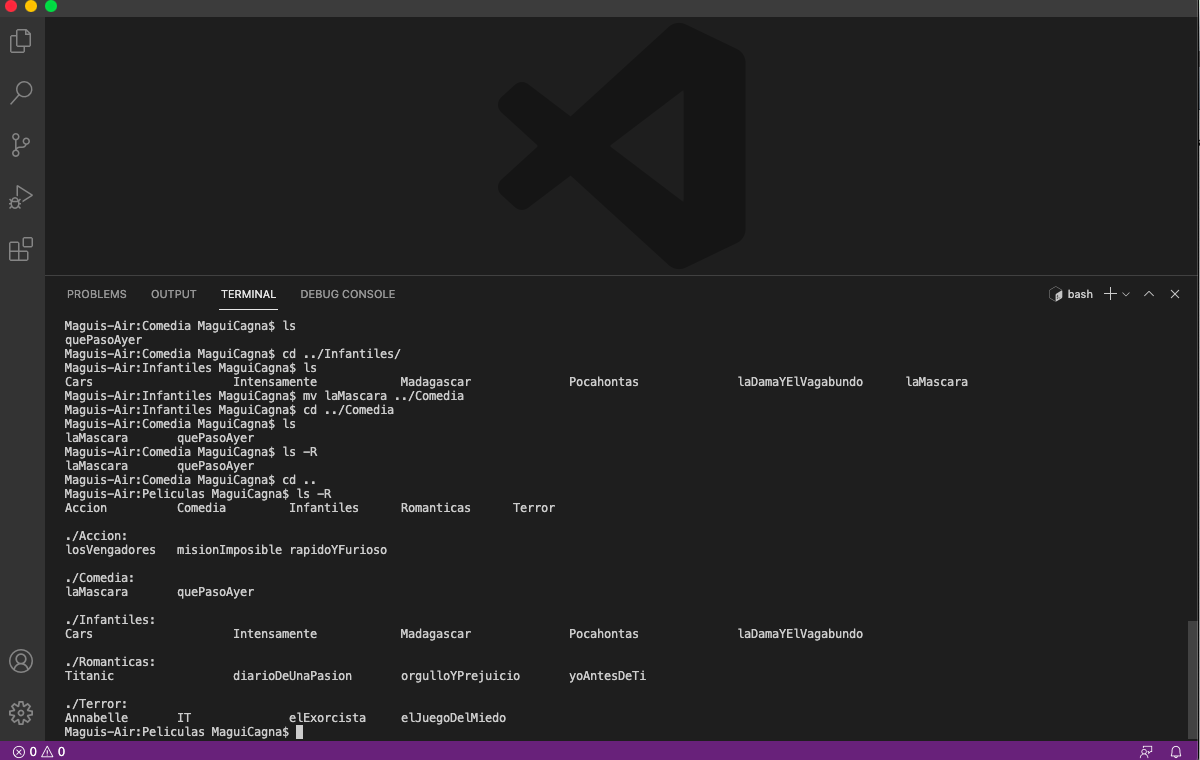 PROBLEMS OUTPUT TERMINAL DEBUG CONSOLE bash
Maguis-Air:Comedia MaguiCagna$ ls
quePasoAyer
Maguis-Air:Comedia MaguiCagna$ cd ../Infantiles/
Maguis-Air:Infantiles MaguiCagna$ ls
Cars Intensamente Madagascar Pocahontas laDamaYElVagabundo laMascara
Maguis-Air:Infantiles MaguiCagna$ mv laMascara ../Comedia
Maguis-Air:Infantiles MaguiCagna$ cd ../Comedia
Maguis-Air:Comedia MaguiCagna$ ls
laMascara quePasoAyer
Maguis-Air:Comedia MaguiCagna$ ls -R
laMascara quePasoAyer
Maguis-Air:Comedia MaguiCagna$ cd ..
Maguis-Air:Peliculas MaguiCagna$ ls -R
Accion Comedia Infantiles Romanticas Terror
./Accion:
losVengadores misionImposible rapidoYFurioso
./Comedia:
laMascara quePasoAyer
./Infantiles:
Cars Intensamente Madagascar Pocahontas laDamaYElVagabundo
./Romanticas:
Titanic diarioDeUnaPasion orgulloYPrejuicio yoAntesDeTi
./Terror:
Annabelle IT elExorcista elJuegoDelMiedo
Maguis-Air:Peliculas MaguiCagna$
0 0